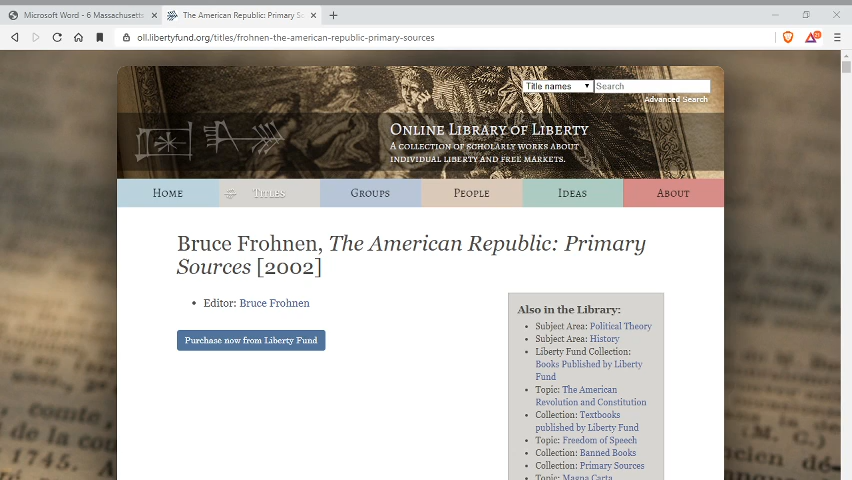 Microsoft Word - 6 Massachusetts
The American Republic: Primary So
oll.libertyfund.org/titles/frohnen-the-american-republic-primary-sources
Title names
Search
Advanced Search
Online Library of Liberty
A collection of scholarly works about
individual liberty and free markets.
Home
Titles
Groups
People
Ideas
About
Bruce Frohnen, The American Republic: Primary
Sources [2002]
Editor: Bruce Frohnen
Purchase now from Liberty Fund
Also in the Library:
Subject Area: Political Theory
Subject Area: History
Liberty Fund Collection:
Books Published by Liberty
Fund
Topic: The American
Revolution and Constitution
Collection: Textbooks
published by Liberty Fund
Topic: Freedom of Speech
Collection: Banned Books
Collection: Primary Sources
Topic: Magna Carta